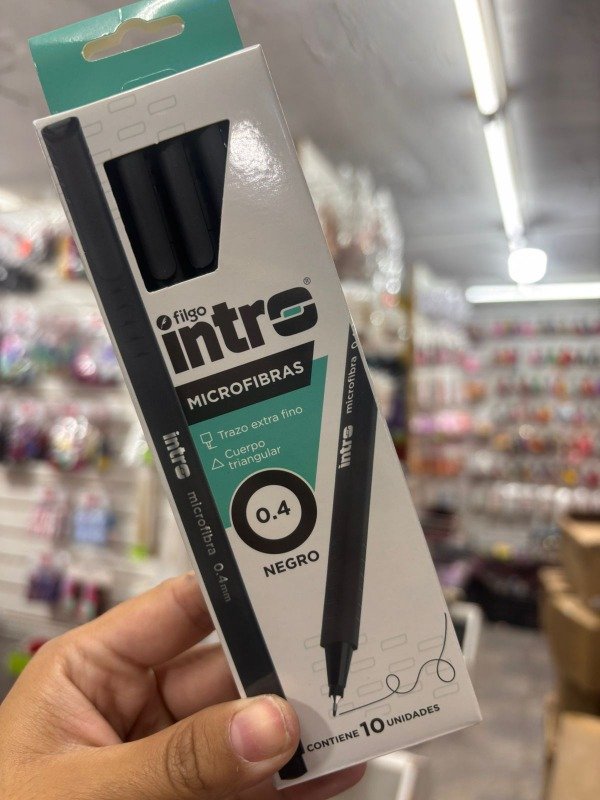 filgo
intro®
MICROFIBRAS
Trazo extra fino
Cuerpo
triangular
0.4
NEGRO
intro microfibra 0.4mm
intro microfibra 0.
CONTIENE 10 UNIDADES